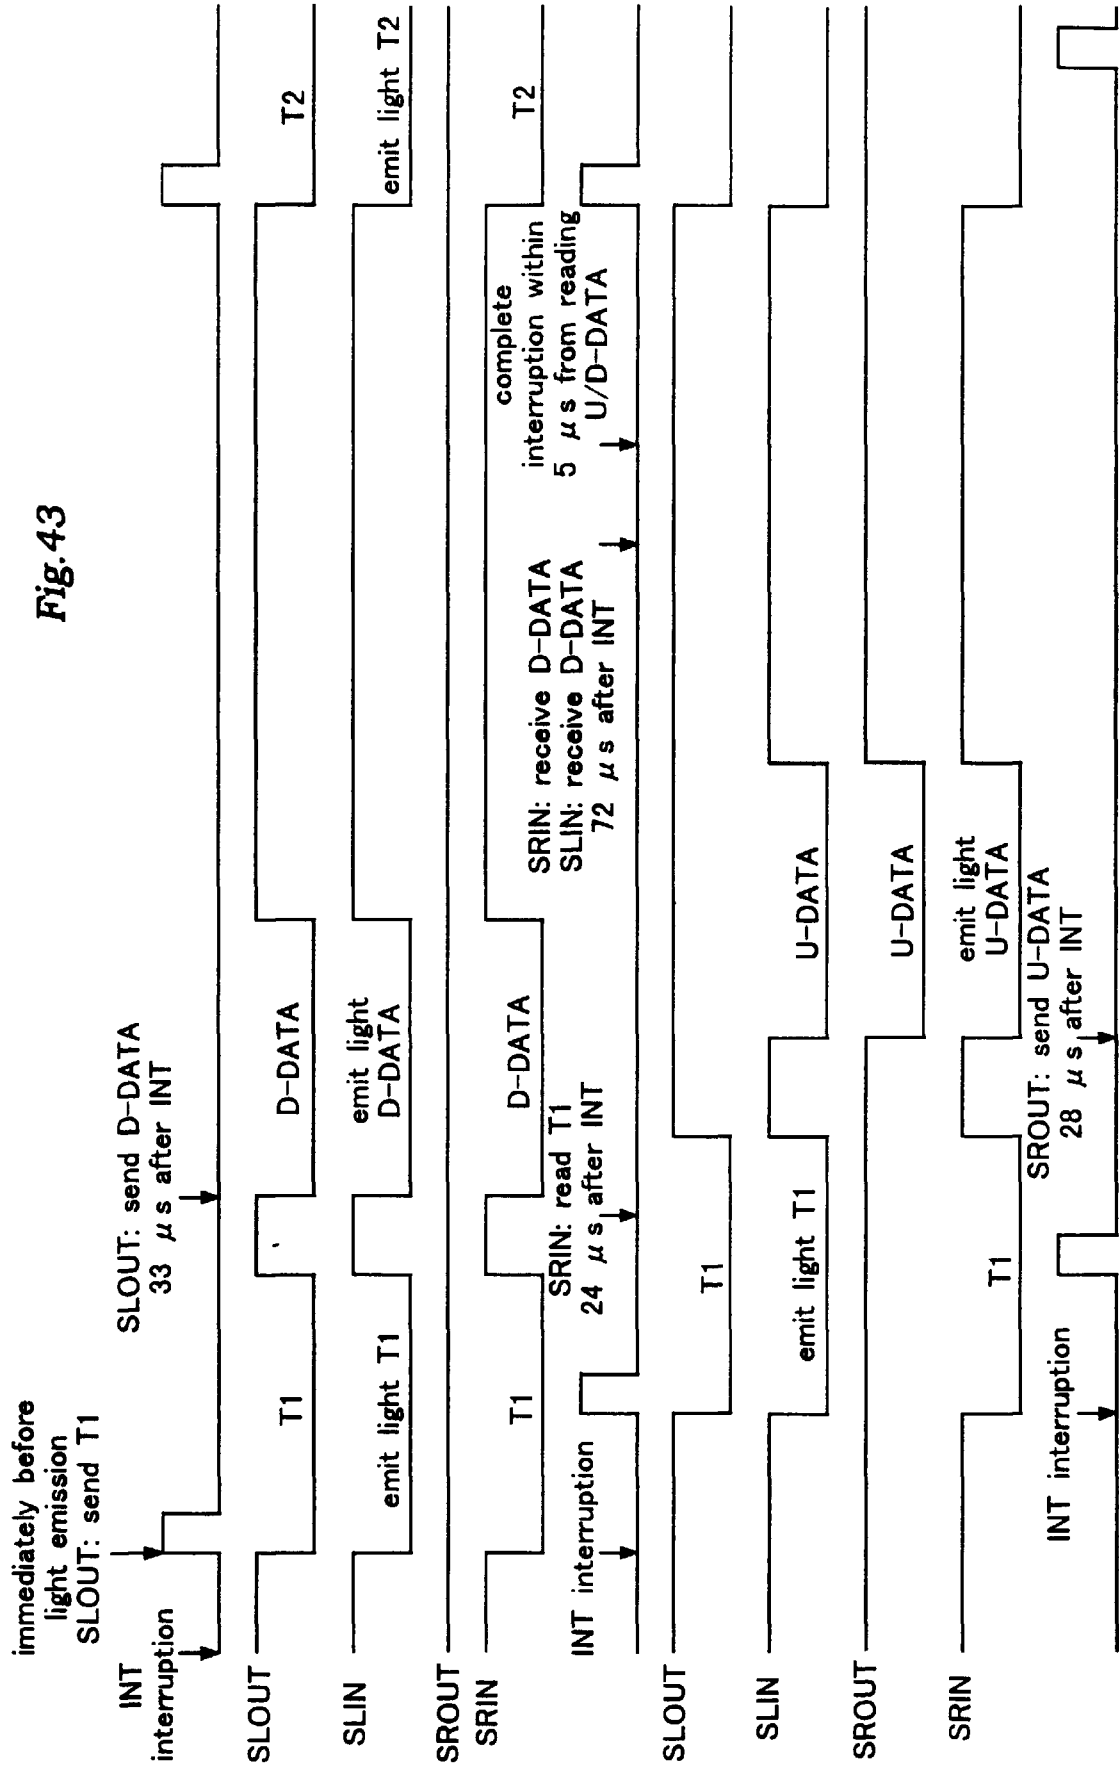 Fig.43
immediately before
light emission
SLOUT: send T1
INT
interruption
SLOUT: send D-DATA
33 μs after INT
SLOUT
T1
D-DATA
T2
SLIN
emit light T1
emit light
D-DATA
emit light T2
SROUT
SRIN
T1
D-DATA
T2
INT interruption
SRIN: read T1
24 μs after INT
SRIN: receive D-DATA
SLIN: receive D-DATA
72 μs after INT
complete
interruption within
5 μs from reading
U/D-DATA
SLOUT
T1
SLIN
emit light T1
U-DATA
SROUT
U-DATA
SRIN
T1
emit light
U-DATA
INT interruption
SROUT: send U-DATA
28 μs after INT